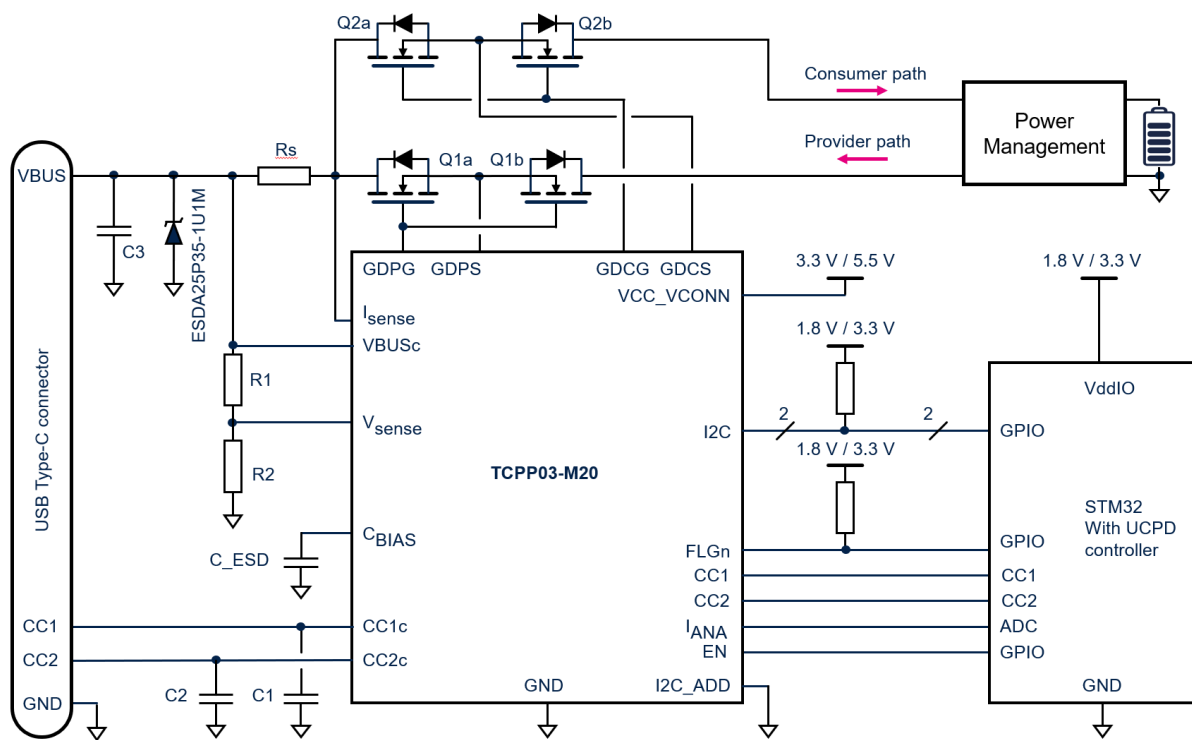 Q2a
Q2b
Consumer path
Power
Management
Provider path
VBUS
Rs
Q1a
Q1b
C3
ESDA25P35-1U1M
GDPG
GDPS
GDCG
GDCS
3.3 V / 5.5 V
1.8 V / 3.3 V
VCC_VCONN
Isense
1.8 V / 3.3 V
VBUSc
R1
VddIO
Vsense
I2C
2
2
GPIO
1.8 V / 3.3 V
R2
TCPP03-M20
USB Type-C connector
STM32
With UCPD
controller
CBIAS
C_ESD
FLGn
GPIO
CC1
CC1
CC2
CC2
CC1
CC1c
IANA
ADC
EN
GPIO
CC2
CC2c
GND
C2
C1
GND
I2C_ADD
GND